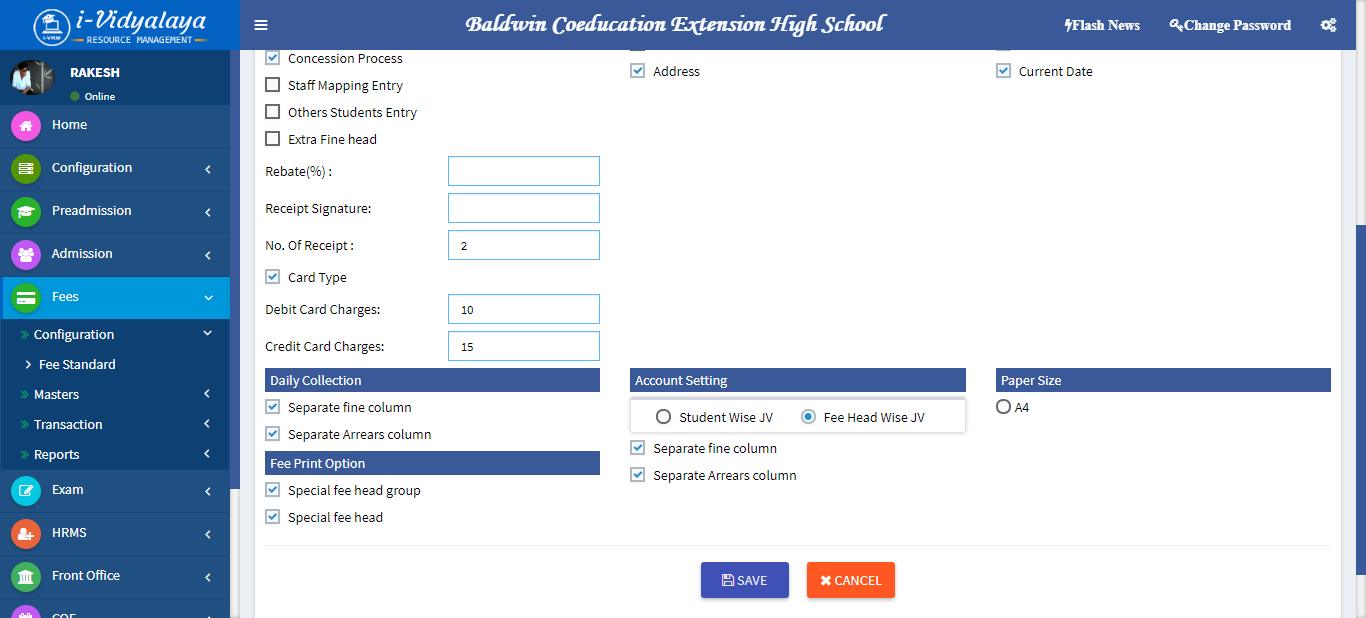 i-Vidyalaya
RESOURCE MANAGEMENT
i-VRM
Baldwin Coeducation Extension High School
Flash News
Change Password
RAKESH
Online
Home
Configuration
Preadmission
Admission
Fees
Configuration
Fee Standard
Masters
Transaction
Reports
Exam
HRMS
Front Office
COE
Concession Process
Staff Mapping Entry
Others Students Entry
Extra Fine head
Rebate(%) :
Receipt Signature:
No. Of Receipt : 2
Card Type
Debit Card Charges: 10
Credit Card Charges: 15
Address
Current Date
Daily Collection
Separate fine column
Separate Arrears column
Fee Print Option
Special fee head group
Special fee head
Account Setting
Student Wise JV Fee Head Wise JV
Separate fine column
Separate Arrears column
Paper Size
A4
SAVE CANCEL